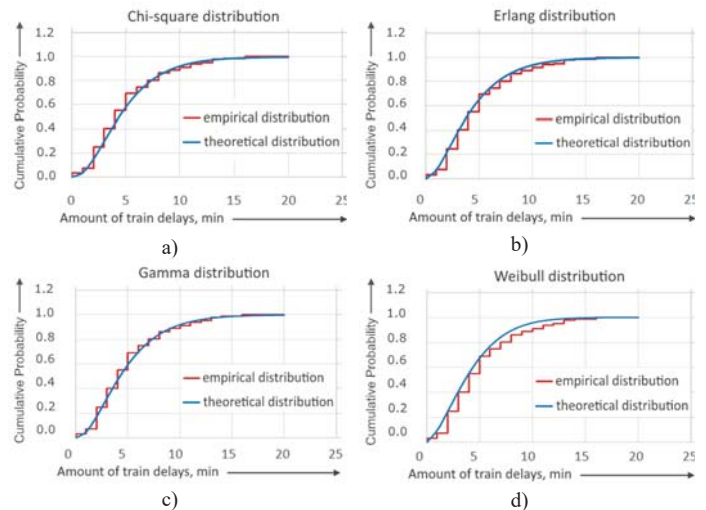 Chi-square distribution
Cumulative Probability
1.2
1.0
0.8
0.6
0.4
0.2
0.0
empirical distribution
theoretical distribution
0 5 10 15 20 25
Amount of train delays, min
a)
Erlang distribution
Cumulative Probability
1.2
1.0
0.8
0.6
0.4
0.2
0.0
empirical distribution
theoretical distribution
0 5 10 15 20 25
Amount of train delays, min
b)
Gamma distribution
Cumulative Probability
1.2
1.0
0.8
0.6
0.4
0.2
0.0
empirical distribution
theoretical distribution
0 5 10 15 20 25
Amount of train delays, min
c)
Weibull distribution
Cumulative Probability
1.2
1.0
0.8
0.6
0.4
0.2
0.0
empirical distribution
theoretical distribution
0 5 10 15 20 25
Amount of train delays, min
d)